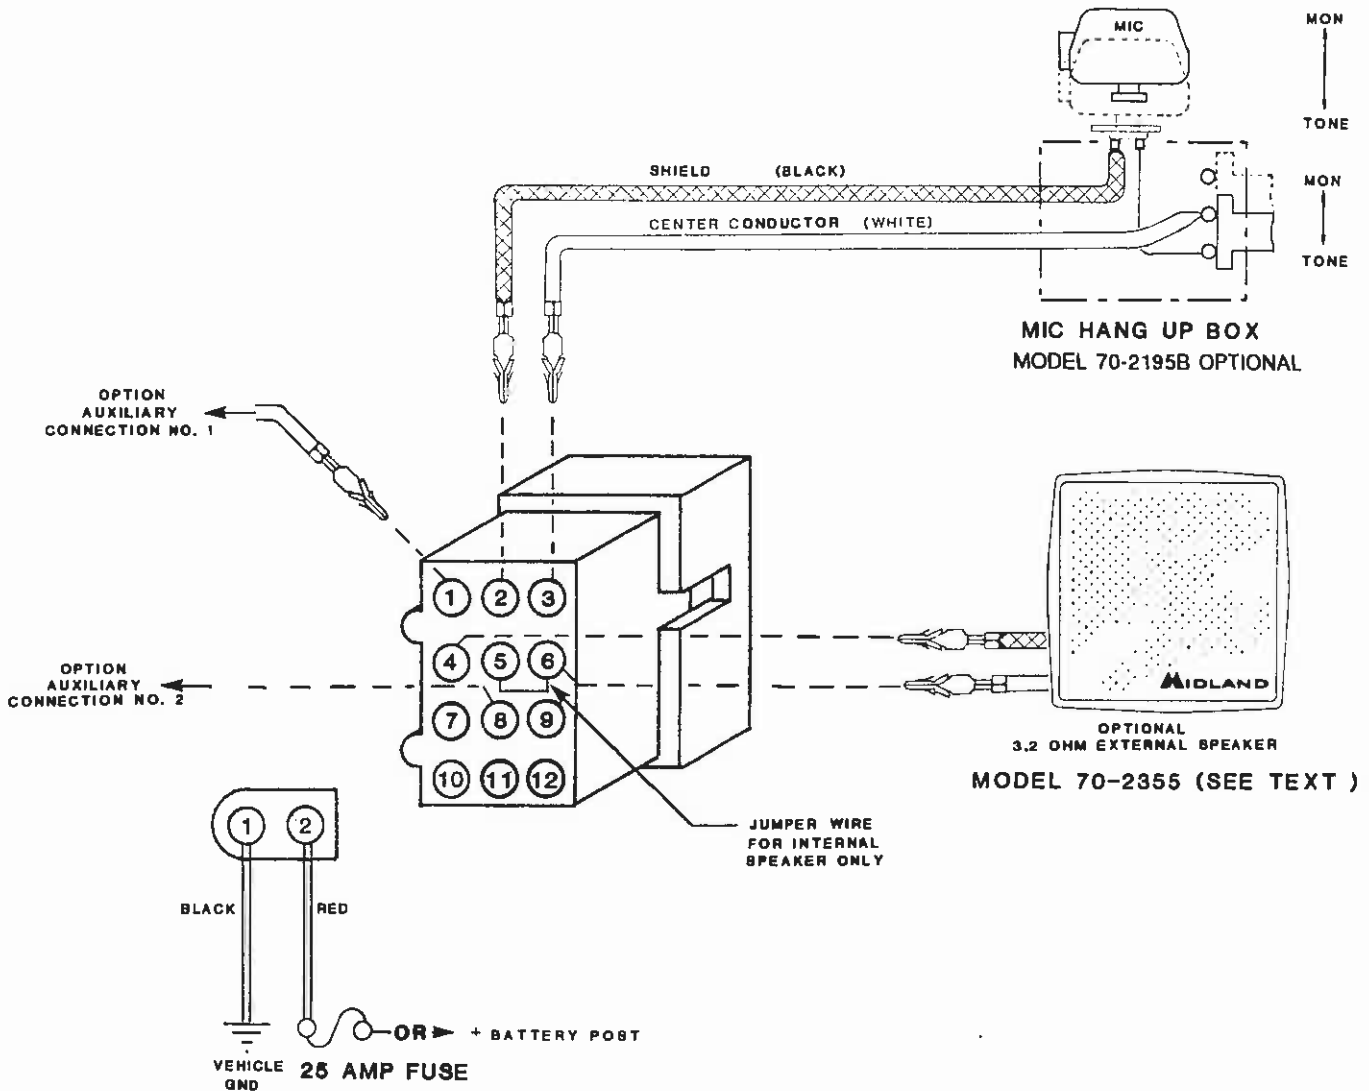 MIC
MON
TONE
SHIELD (BLACK)
MON
CENTER CONDUCTOR (WHITE)
TONE
MIC HANG UP BOX
MODEL 70-2195B OPTIONAL
OPTION
AUXILIARY
CONNECTION NO. 1
1 2 3
4 5 6
7 8 9
10 11 12
OPTION
AUXILIARY
CONNECTION NO. 2
MIDLAND
OPTIONAL
3.2 OHM EXTERNAL SPEAKER
MODEL 70-2355 (SEE TEXT )
JUMPER WIRE
FOR INTERNAL
SPEAKER ONLY
1 2
BLACK RED
OR + BATTERY POST
VEHICLE
GND
25 AMP FUSE